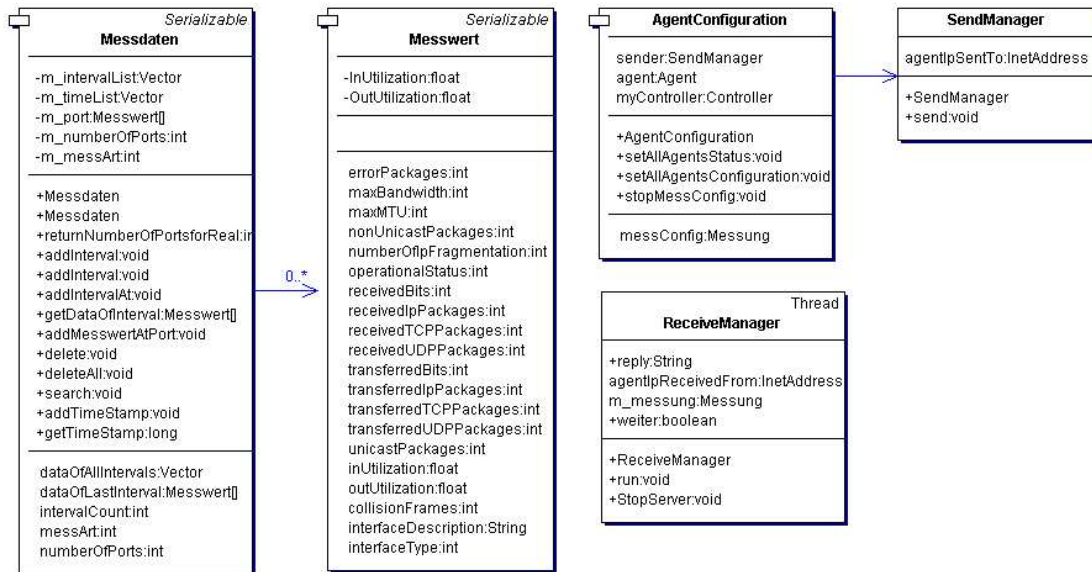 Serializable
Messdaten
-m_intervalList:Vector
-m_timeList:Vector
-m_port:Messwert[]
-m_numberOfPorts:int
-m_messArt:int
+Messdaten
+Messdaten
+returnNumberOfPortsforReal:in
+addInterval:void
+addInterval:void
+addIntervalAt:void
+getDataOfInterval:Messwert[]
+addMesswertAtPort:void
+delete:void
+deleteAll:void
+search:void
+addTimeStamp:void
+getTimeStamp:long
dataOfAllIntervals:Vector
dataOfLastInterval:Messwert[]
intervalCount:int
messArt:int
numberOfPorts:int
0..*
Serializable
Messwert
-InUtilization:float
-OutUtilization:float
errorPackages:int
maxBandwidth:int
maxMTU:int
nonUnicastPackages:int
numberOfIpFragmentation:int
operationalStatus:int
receivedBits:int
receivedIpPackages:int
receivedTCPPackages:int
receivedUDPPackages:int
transferredBits:int
transferredIpPackages:int
transferredTCPPackages:int
transferredUDPPackages:int
unicastPackages:int
inUtilization:float
outUtilization:float
collisionFrames:int
interfaceDescription:String
interfaceType:int
AgentConfiguration
sender:SendManager
agent:Agent
myController:Controller
+AgentConfiguration
+setAllAgentsStatus:void
+setAllAgentsConfiguration:void
+stopMessConfig:void
messConfig:Messung
SendManager
agentIpSentTo:InetAddress
+SendManager
+send:void
Thread
ReceiveManager
+reply:String
agentIpReceivedFrom:InetAddress
m_messung:Messung
+weiter:boolean
+ReceiveManager
+run:void
+StopServer:void